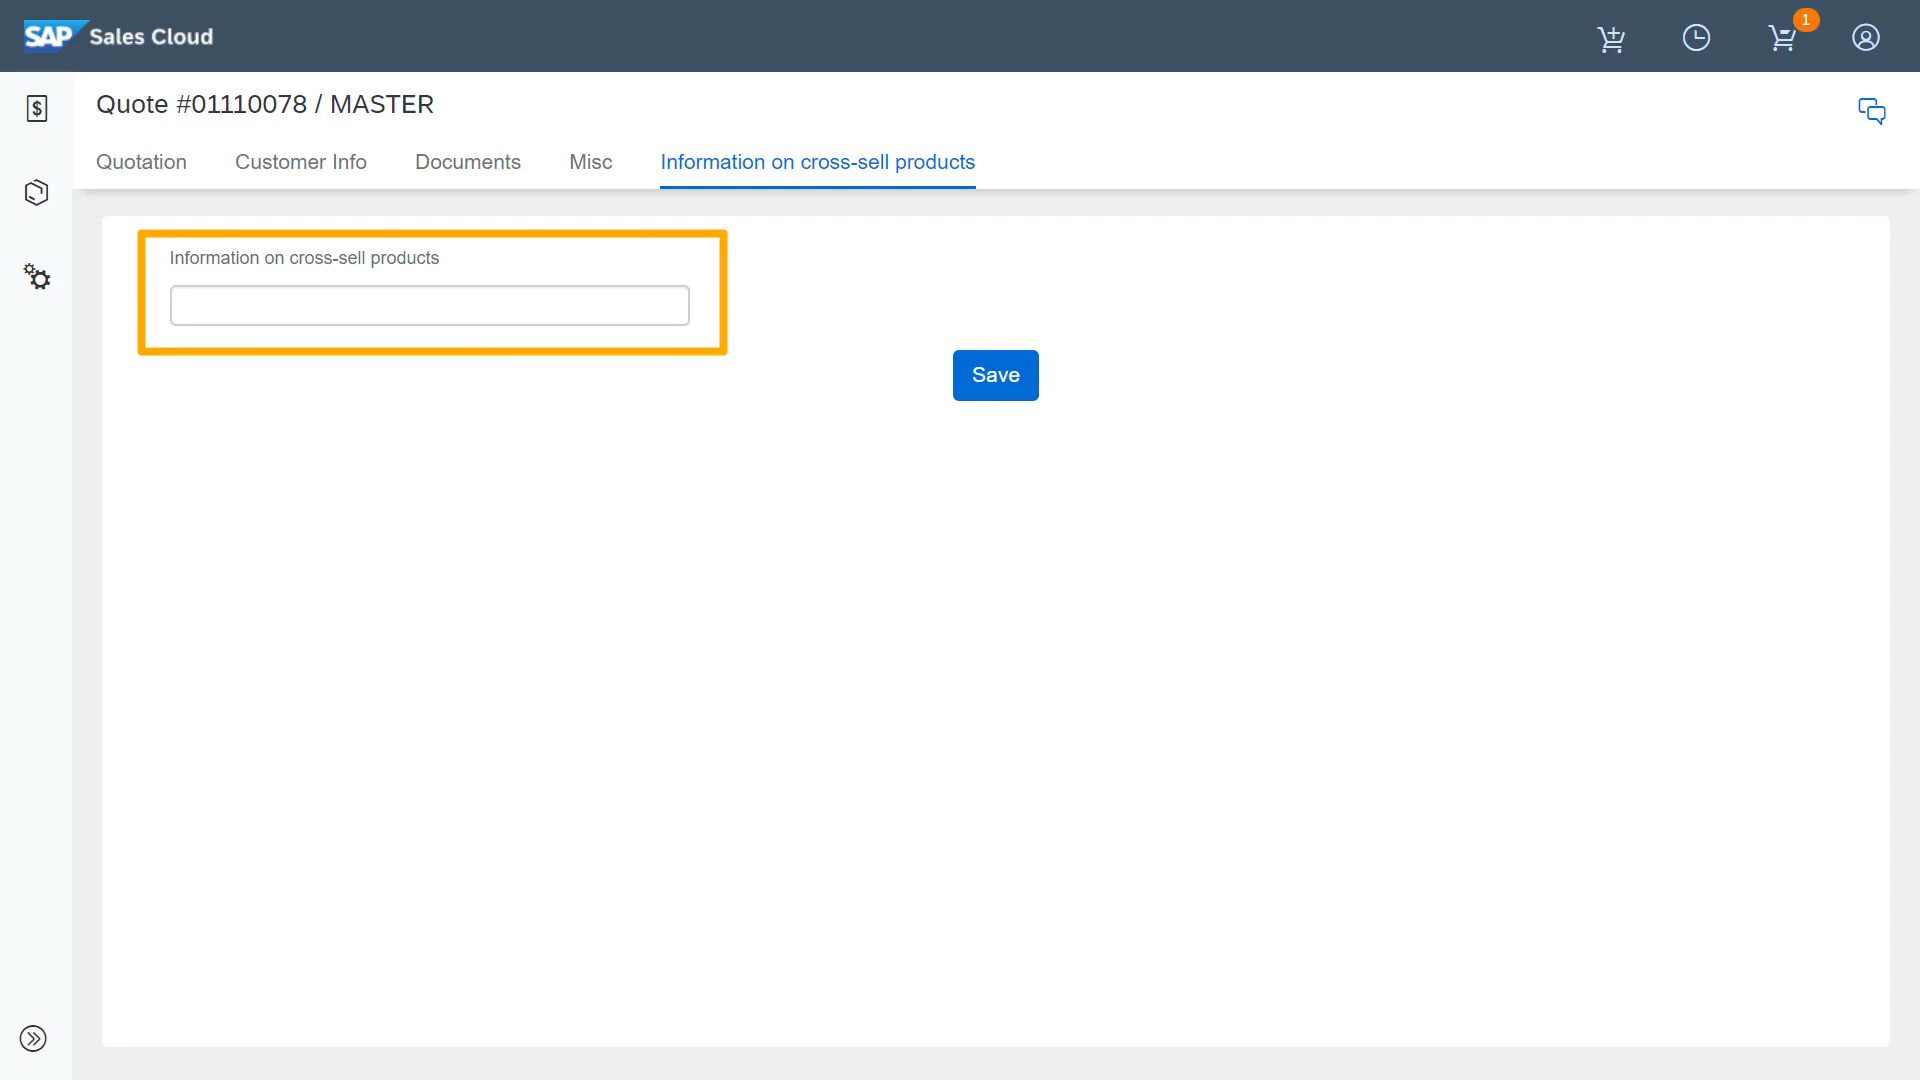 SAP Sales Cloud
1
$
Quote #01110078 / MASTER
Quotation Customer Info Documents Misc Information on cross-sell products
Information on cross-sell products
Save